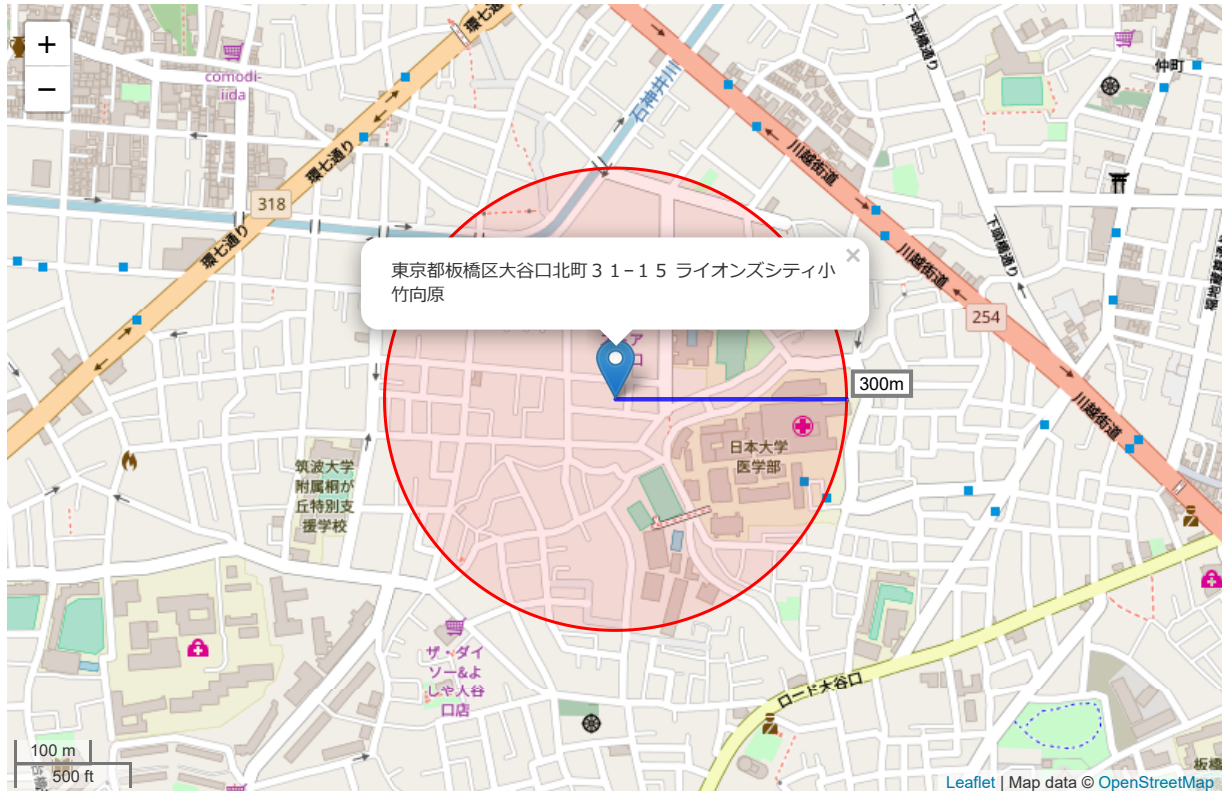 +
−
comodi-
iida
環七通り
環七通り
環七通り
318
石神井川
川越街道
川越街道
川越街道
254
下頭橋通り
下頭橋通り
仲町
東京都板橋区大谷口北町３１−１５ ライオンズシティ小
竹向原
×
300m
日本大学
医学部
筑波大学
附属桐が
丘特別支
援学校
ザ・ダイ
ソー&よ
しや大谷
口店
ロード大谷口
板橋
100 m
500 ft
Leaflet | Map data © OpenStreetMap